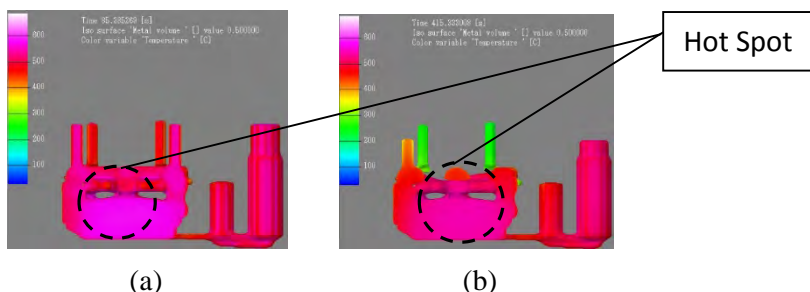 Time 95.385269 [s]
Iso surface 'Metal volume ' [] value 0.500000
Color variable 'Temperature ' [C]
600
500
400
300
200
100
(a)
Time 415.333008 [s]
Iso surface 'Metal volume ' [] value 0.500000
Color variable 'Temperature ' [C]
600
500
400
300
200
100
(b)
Hot Spot